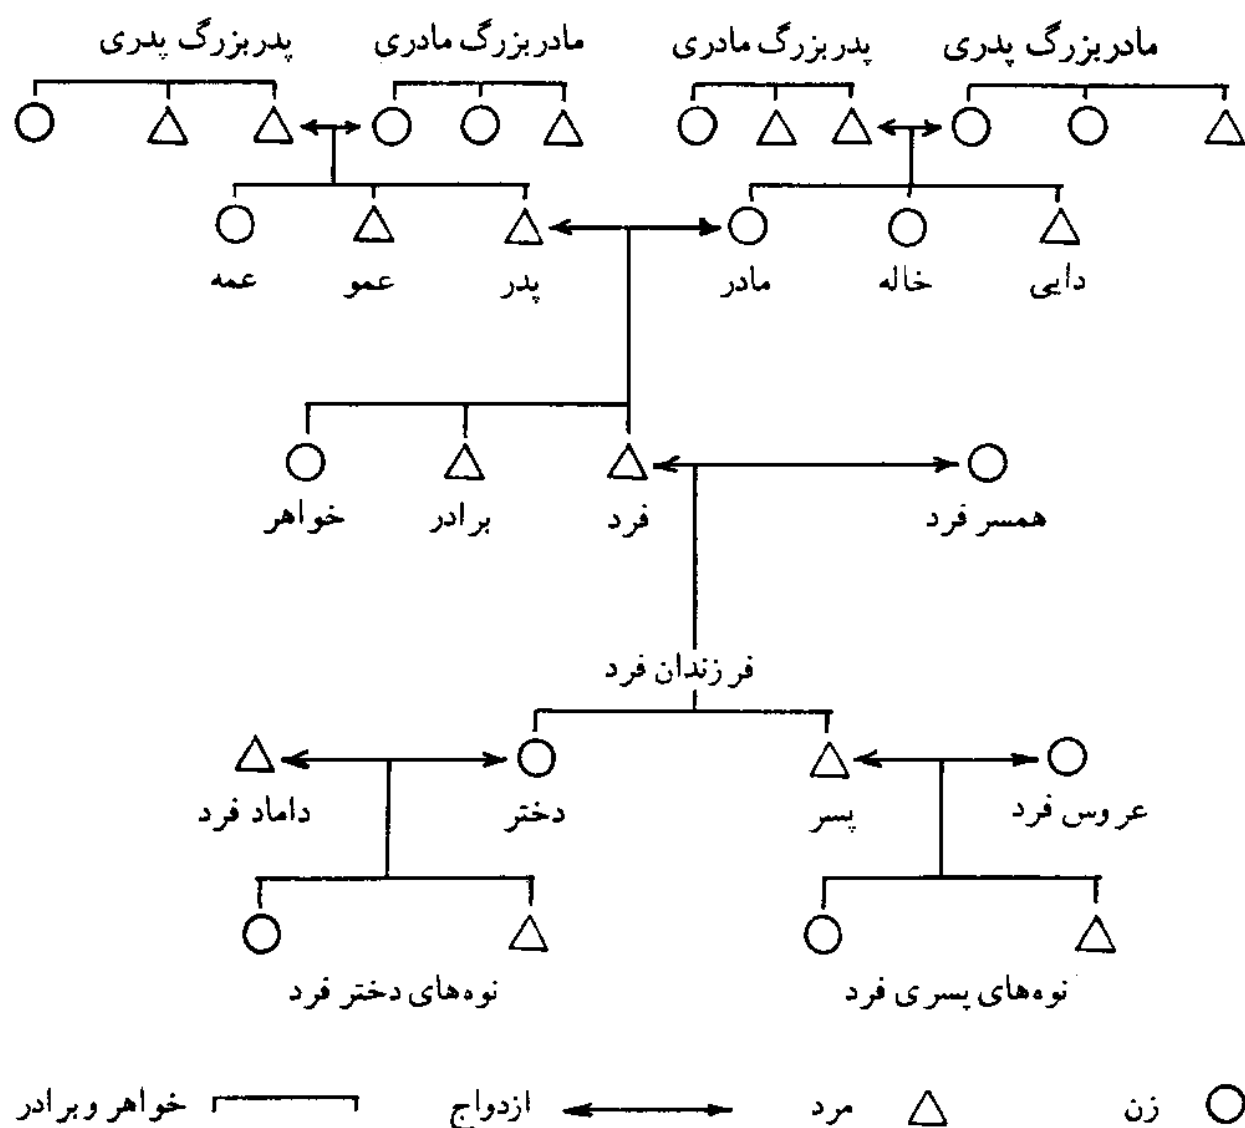 مادربزرگ پدری پدربزرگ مادری مادربزرگ مادری پدربزرگ پدری
دایی خاله مادر پدر عمو عمه
همسر فرد فرد برادر خواهر
فرزندان فرد
عروس فرد پسر دختر داماد فرد
نوه‌های پسری فرد نوه‌های دختر فرد
زن مرد ازدواج خواهر و برادر